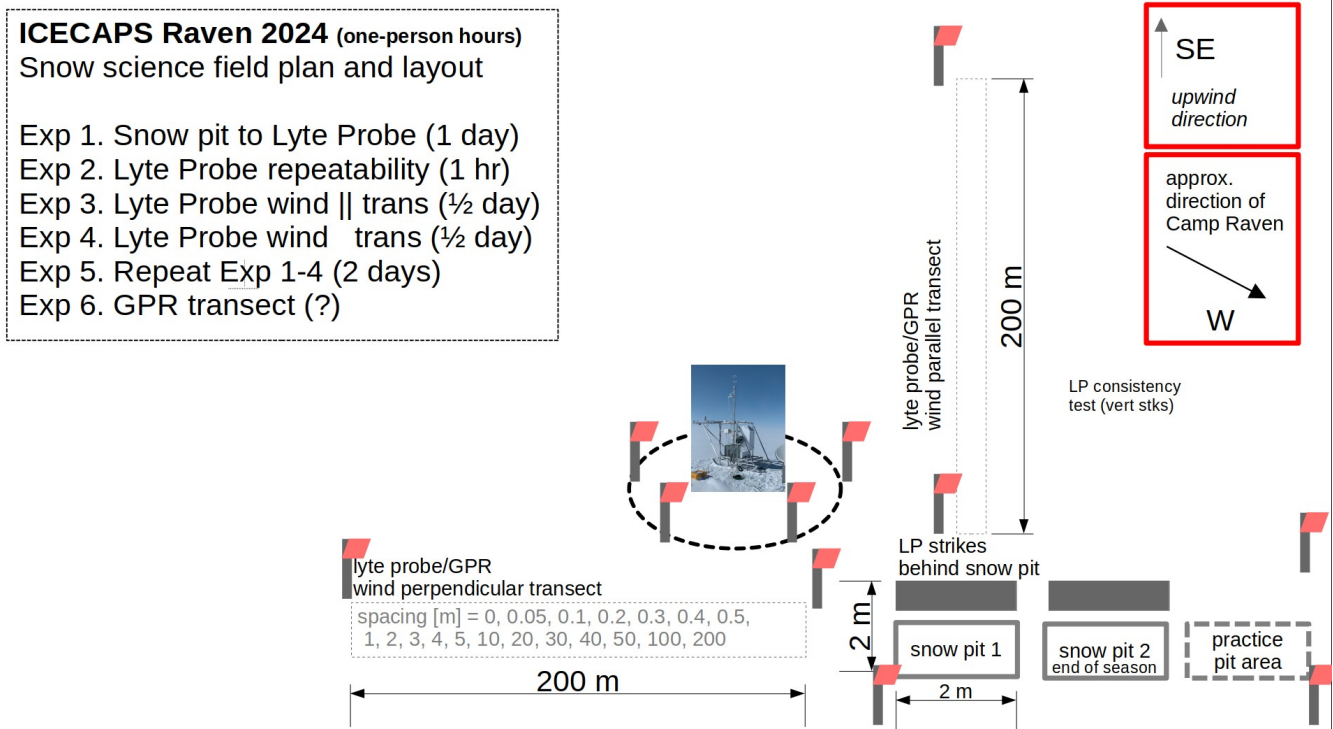 ICECAPS Raven 2024 (one-person hours)
Snow science field plan and layout
Exp 1. Snow pit to Lyte Probe (1 day)
Exp 2. Lyte Probe repeatability (1 hr)
Exp 3. Lyte Probe wind || trans (½ day)
Exp 4. Lyte Probe wind   trans (½ day)
Exp 5. Repeat Exp 1-4 (2 days)
Exp 6. GPR transect (?)
SE
upwind
direction
approx.
direction of
Camp Raven
W
lyte probe/GPR
wind parallel transect
200 m
LP consistency
test (vert stks)
lyte probe/GPR
wind perpendicular transect
spacing [m] = 0, 0.05, 0.1, 0.2, 0.3, 0.4, 0.5,
1, 2, 3, 4, 5, 10, 20, 30, 40, 50, 100, 200
200 m
LP strikes
behind snow pit
2 m
snow pit 1
2 m
snow pit 2
end of season
practice
pit area